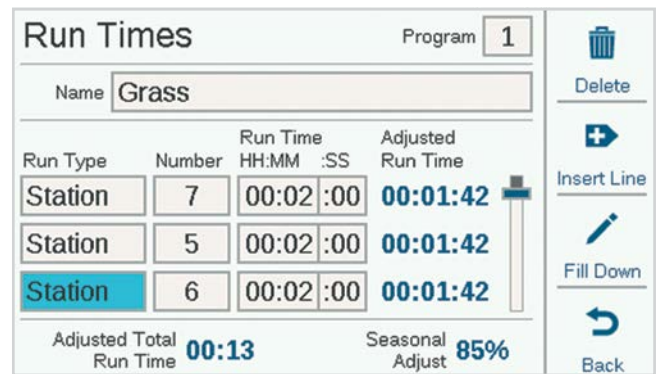 Run Times
Program 1
Name Grass
Run Type Number Run Time HH:MM :SS Adjusted Run Time
Station 7 00:02 :00 00:01:42
Station 5 00:02 :00 00:01:42
Station 6 00:02 :00 00:01:42
Adjusted Total Run Time 00:13
Seasonal Adjust 85%
Delete
Insert Line
Fill Down
Back